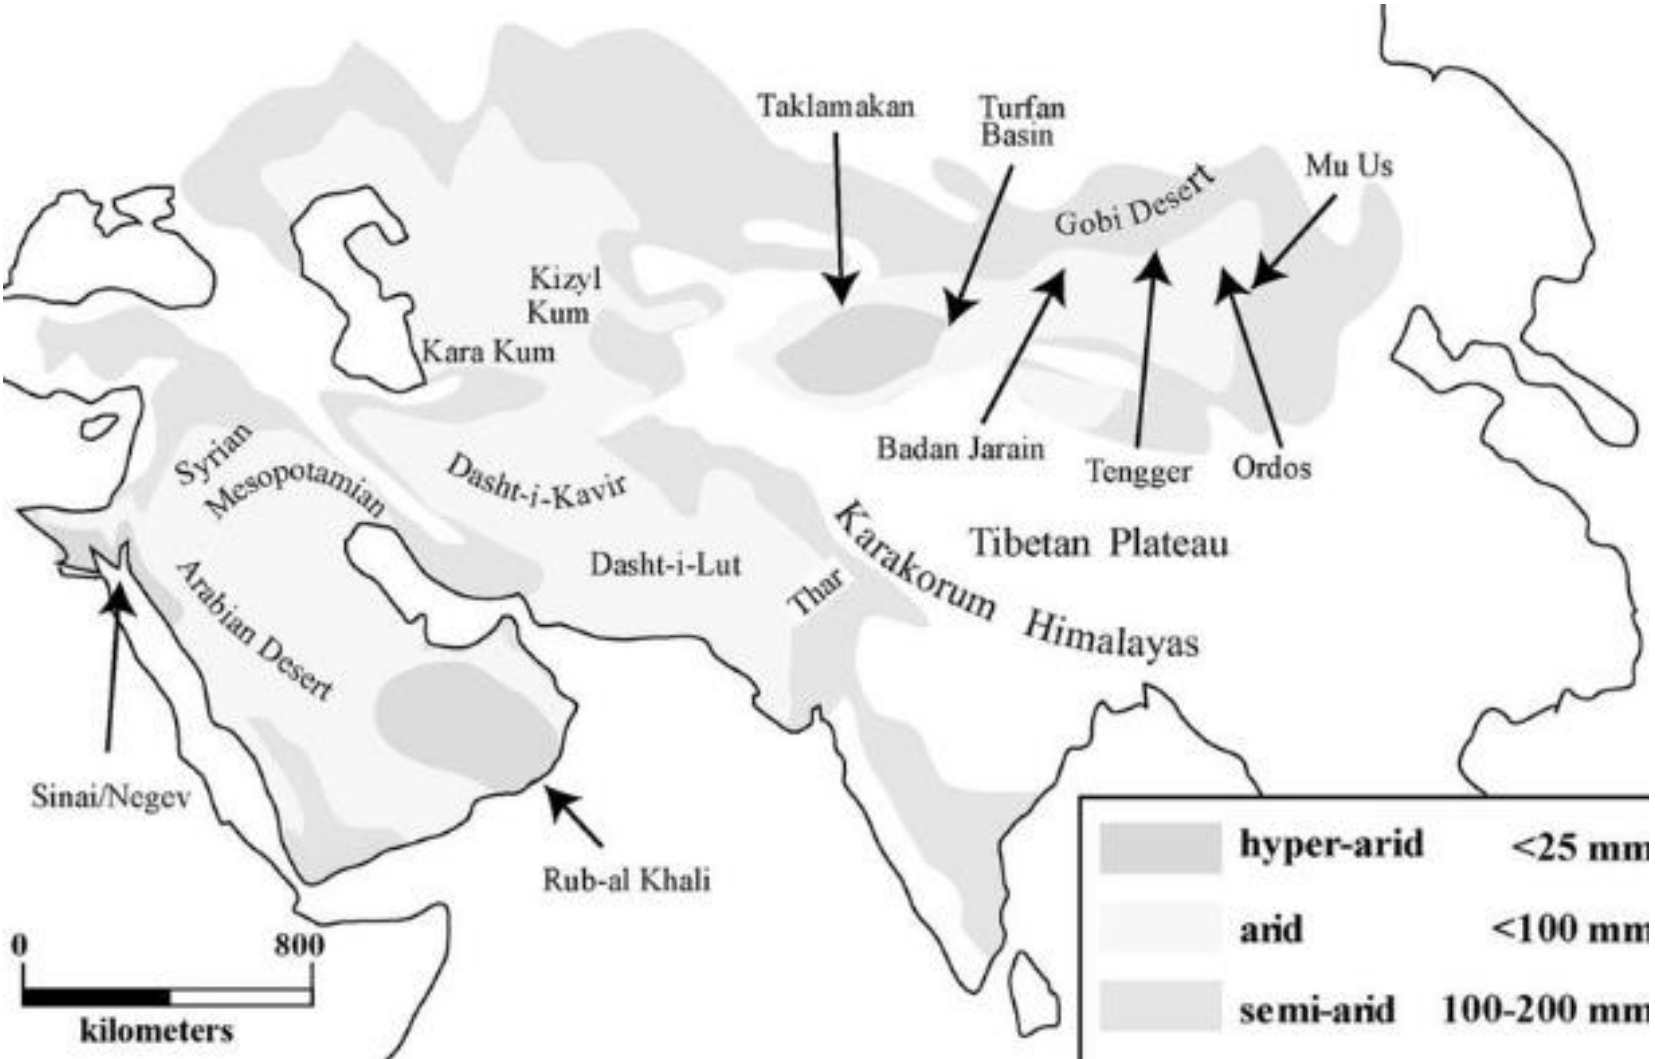 Taklamakan
Turfan
Basin
Mu Us
Gobi Desert
Kizyl
Kum
Kara Kum
Badan Jarain
Tengger
Ordos
Syrian
Mesopotamian
Dasht-i-Kavir
Karakorum Himalayas
Tibetan Plateau
Dasht-i-Lut
Thar
Arabian Desert
Sinai/Negev
Rub-al Khali
hyper-arid <25 mm
arid <100 mm
semi-arid 100-200 mm
0 800
kilometers